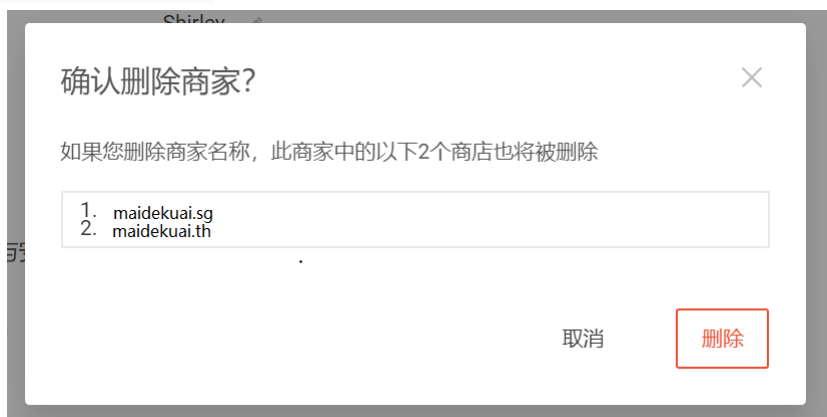 Shirley
确认删除商家?
如果您删除商家名称，此商家中的以下2个商店也将被删除
1. maidekuai.sg
2. maidekuai.th
取消
删除